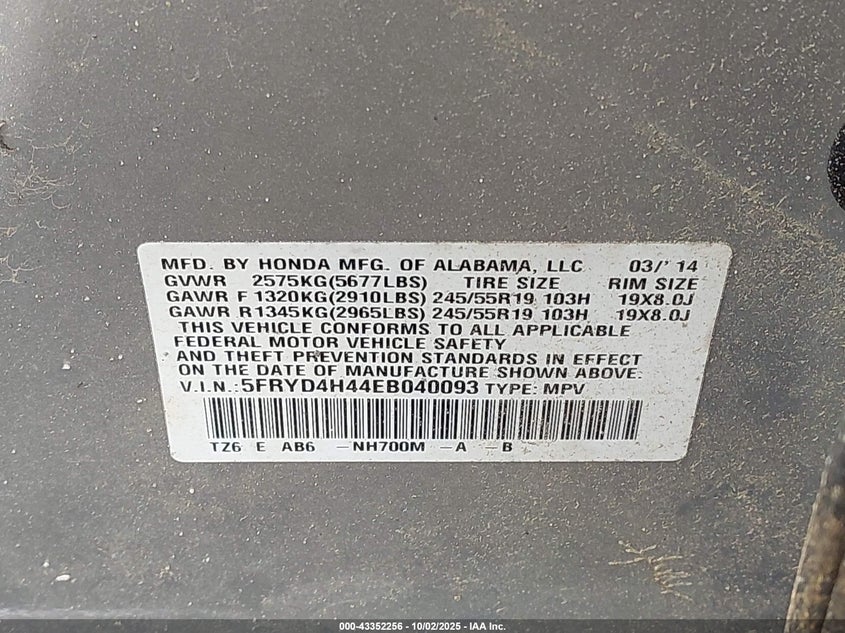 MFD. BY HONDA MFG. OF ALABAMA, LLC 03/'14
GVWR 2575KG(5677LBS) TIRE SIZE RIM SIZE
GAWR F 1320KG(2910LBS) 245/55R19 103H 19X8.0J
GAWR R1345KG(2965LBS) 245/55R19 103H 19X8.0J
THIS VEHICLE CONFORMS TO ALL APPLICABLE
FEDERAL MOTOR VEHICLE SAFETY
AND THEFT PREVENTION STANDARDS IN EFFECT
ON THE DATE OF MANUFACTURE SHOWN ABOVE.
V.I.N.:5FRYD4H44EB040093 TYPE: MPV
TZ6 E AB6 -NH700M -A -B
000-43352256 - 10/02/2025 - IAA Inc.